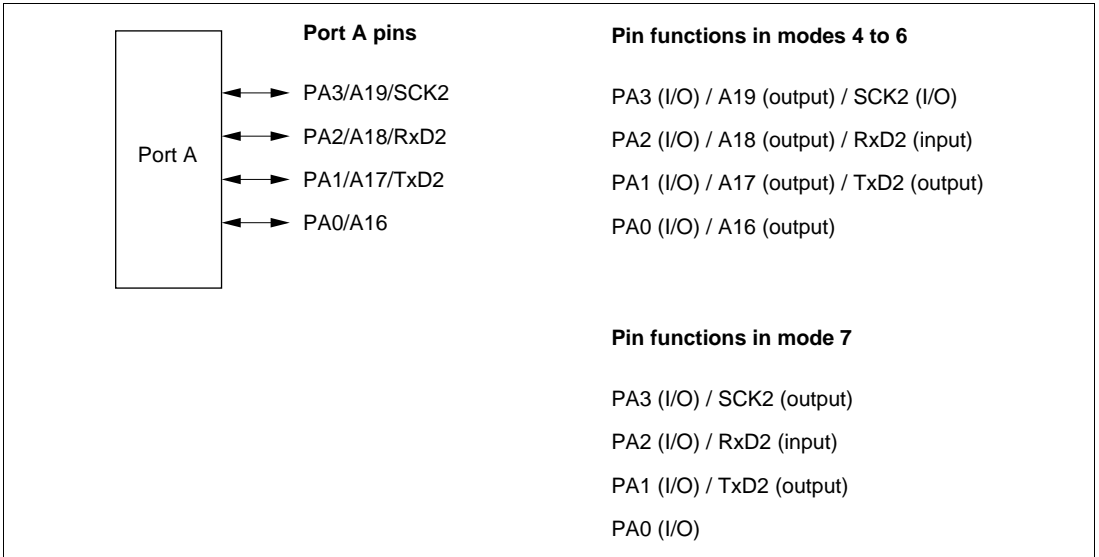 Port A
Port A pins
PA3/A19/SCK2
PA2/A18/RxD2
PA1/A17/TxD2
PA0/A16
Pin functions in modes 4 to 6
PA3 (I/O) / A19 (output) / SCK2 (I/O)
PA2 (I/O) / A18 (output) / RxD2 (input)
PA1 (I/O) / A17 (output) / TxD2 (output)
PA0 (I/O) / A16 (output)
Pin functions in mode 7
PA3 (I/O) / SCK2 (output)
PA2 (I/O) / RxD2 (input)
PA1 (I/O) / TxD2 (output)
PA0 (I/O)